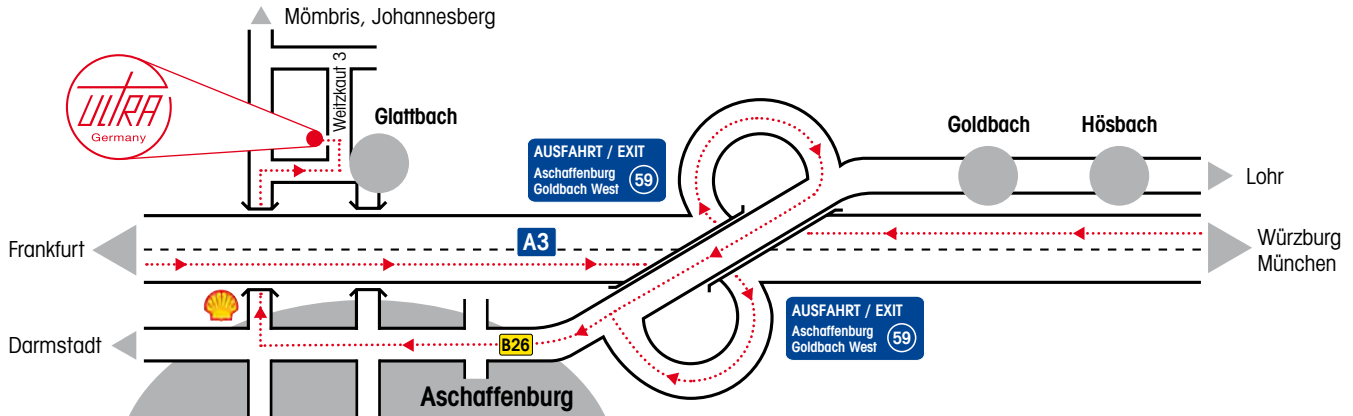 Mömbris, Johannesberg
Weitzkaut 3
ULTRA
Germany
Glattbach
AUSFAHRT / EXIT
Aschaffenburg
Goldbach West
59
Goldbach
Hösbach
Lohr
Frankfurt
A3
Würzburg
München
AUSFAHRT / EXIT
Aschaffenburg
Goldbach West
59
Darmstadt
B26
Aschaffenburg